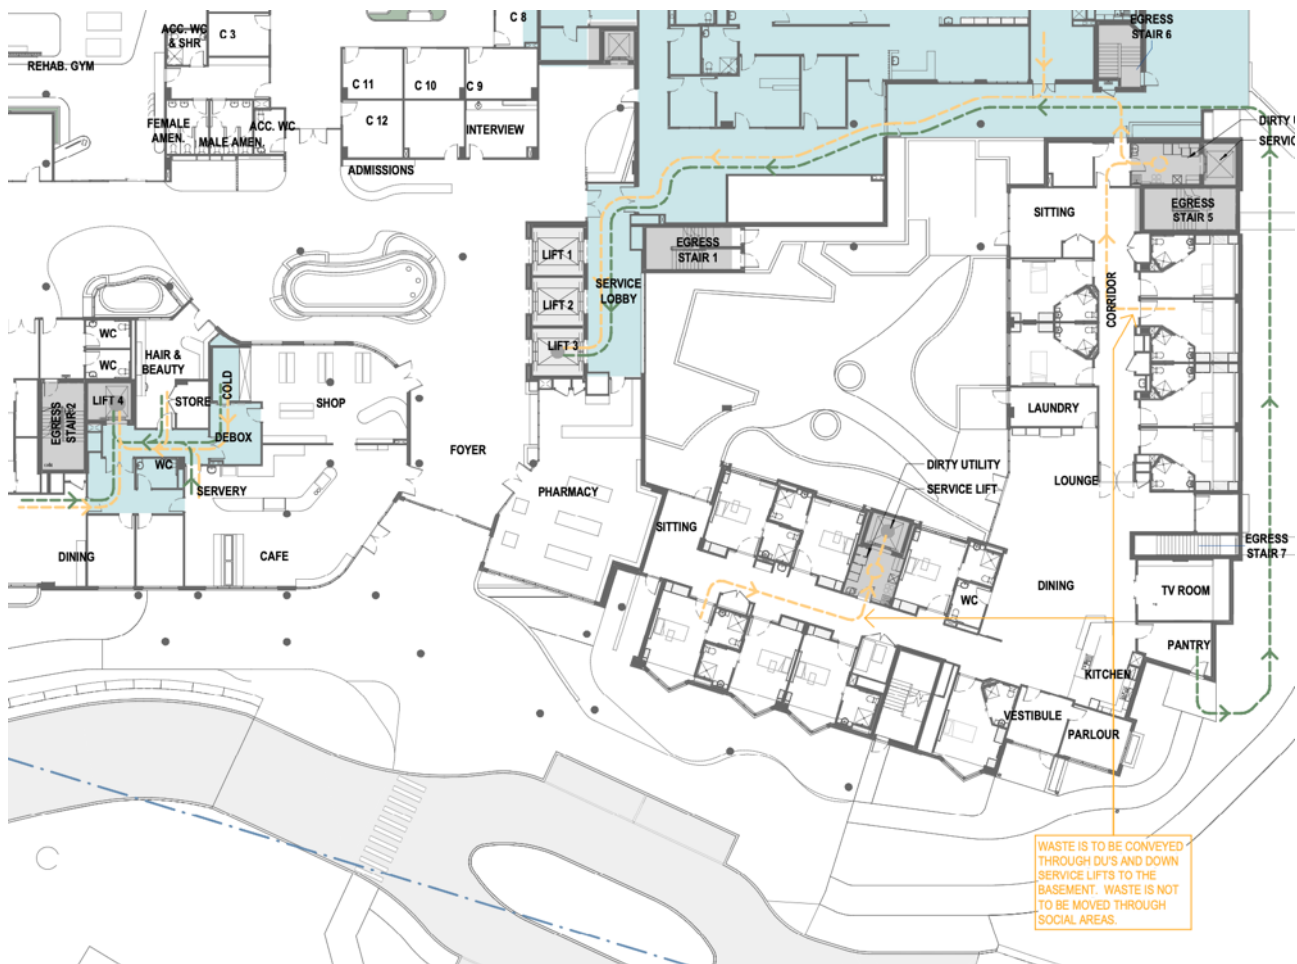 C 8
EGRESS
STAIR 6
ACC. WC
& SHR
C 3
REHAB. GYM
C 11
C 10
C 9
FEMALE
AMEN.
MALE AMEN.
ACC. WC
C 12
INTERVIEW
ADMISSIONS
DIRTY U
SERVIC
SITTING
EGRESS
STAIR 5
EGRESS
STAIR 1
LIFT 1
LIFT 2
LIFT 3
SERVICE
LOBBY
CORRIDOR
WC
WC
HAIR &
BEAUTY
LIFT 4
STORE
COLD
SHOP
EGRESS
STAIR 2
DEBOX
WC
SERVERY
FOYER
LAUNDRY
LOUNGE
DIRTY UTILITY
SERVICE LIFT
PHARMACY
SITTING
DINING
CAFE
EGRESS
STAIR 7
DINING
WC
TV ROOM
PANTRY
KITCHEN
VESTIBULE
PARLOUR
WASTE IS TO BE CONVEYED
THROUGH DU'S AND DOWN
SERVICE LIFTS TO THE
BASEMENT. WASTE IS NOT
TO BE MOVED THROUGH
SOCIAL AREAS.